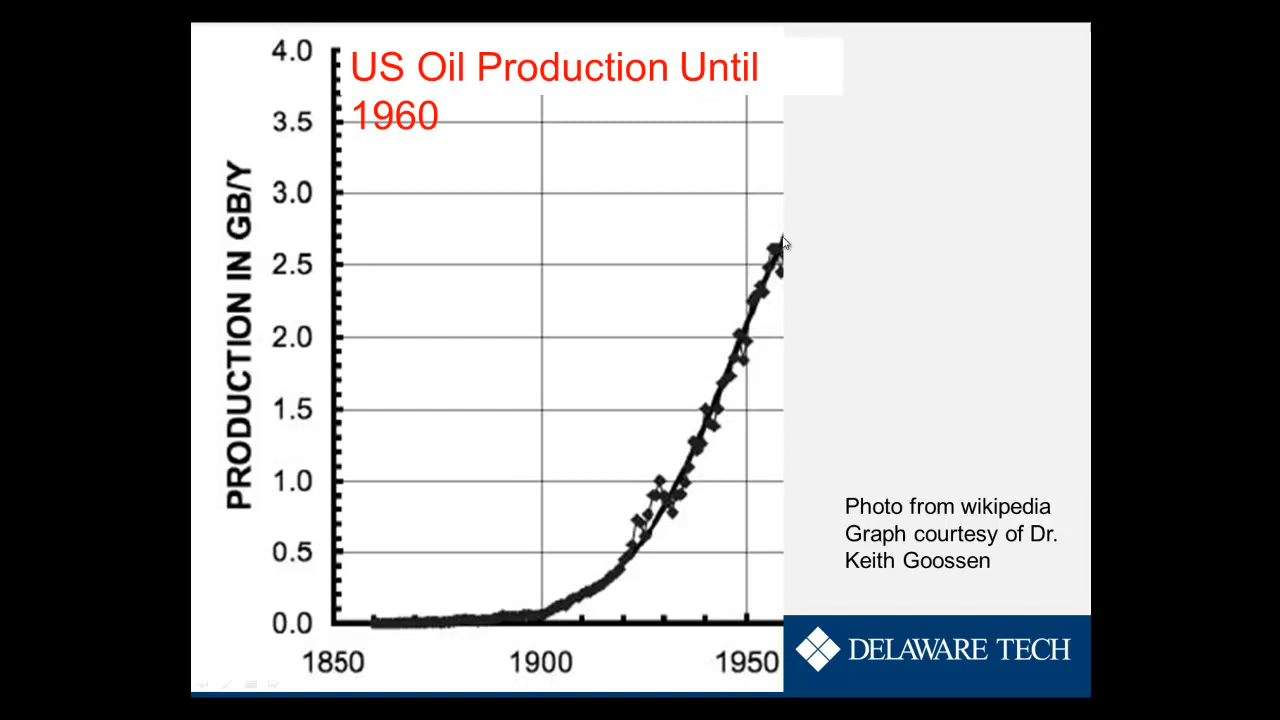 US Oil Production Until
1960
4.0
3.5
3.0
2.5
2.0
1.5
1.0
0.5
0.0
PRODUCTION IN GB/Y
1850 1900 1950
Photo from wikipedia
Graph courtesy of Dr.
Keith Goossen
DELAWARE TECH